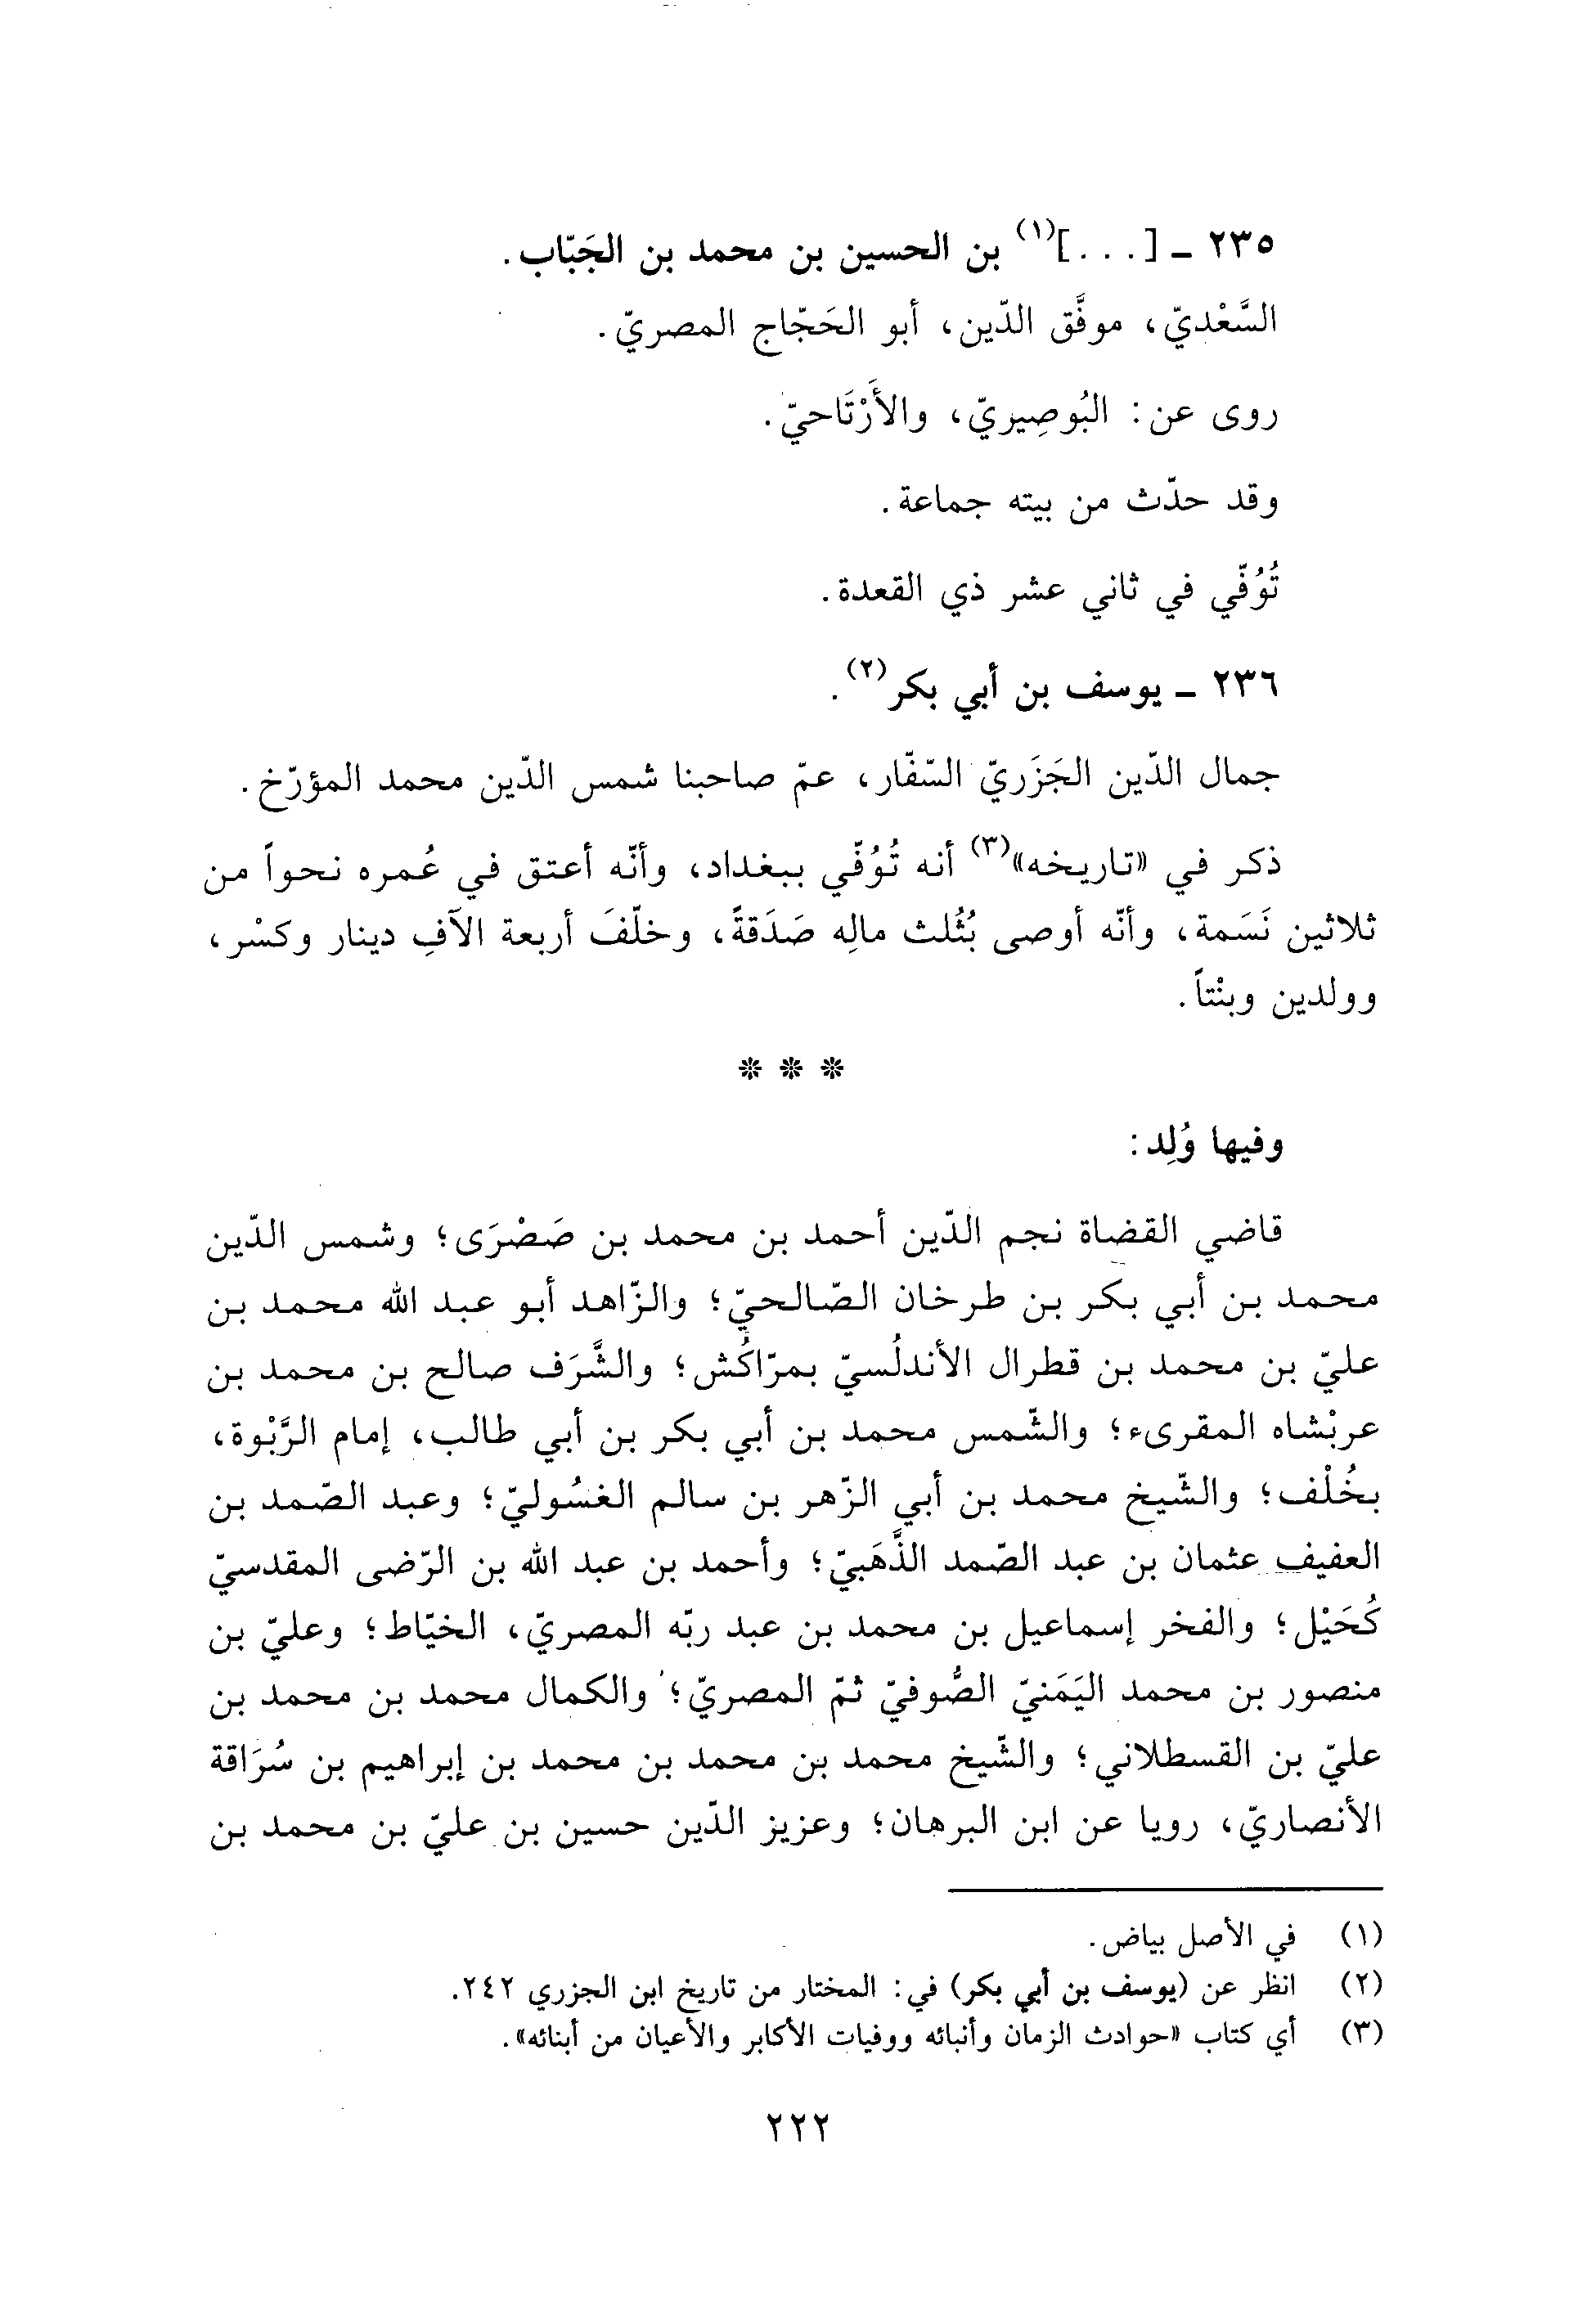 ٢٣٥ ـ [. . .](١) بن الحسين بن محمد بن الجَبّاب.
السَّعْديّ، موفَّق الدّين، أبو الحَجّاج المصريّ.
روى عن: البُوصِيريّ، والأَرْتَاحيّ.
وقد حدّث من بيته جماعة.
تُوُفّي في ثاني عشر ذي القعدة.
٢٣٦ ـ يوسف بن أبي بكر(٢).
جمال الدّين الجَزَريّ السّفّار، عمّ صاحبنا شمس الدّين محمد المؤرّخ.
ذكر في «تاريخه»(٣) أنه تُوُفّي ببغداد، وأنّه أعتق في عُمره نحواً من
ثلاثين نَسَمة، وأنّه أوصى بثُلث مالِه صَدَقةً، وخلّفَ أربعة الآفِ دينار وكسْر،
وولدين وبنْتاً.
* * *
وفيها وُلِد:
قاضي القضاة نجم الدّين أحمد بن محمد بن صَصْرَى؛ وشمس الدّين
محمد بن أبي بكر بن طرخان الصّالحيّ؛ والزّاهد أبو عبد الله محمد بن
عليّ بن محمد بن قطرال الأندلُسيّ بمرّاكُش؛ والشَّرَف صالح بن محمد بن
عربْشاه المقرىء؛ والشّمس محمد بن أبي بكر بن أبي طالب، إمام الرَّبْوة،
بخُلْف؛ والشّيخ محمد بن أبي الزّهر بن سالم الغسُوليّ؛ وعبد الصّمد بن
العفيف عثمان بن عبد الصّمد الذَّهَبيّ؛ وأحمد بن عبد الله بن الرّضى المقدسيّ
كُحَيْل؛ والفخر إسماعيل بن محمد بن عبد ربّه المصريّ، الخيّاط؛ وعليّ بن
منصور بن محمد اليَمَنيّ الصُّوفيّ ثمّ المصريّ؛ والكمال محمد بن محمد بن
عليّ بن القسطلاني؛ والشّيخ محمد بن محمد بن محمد بن إبراهيم بن سُرَاقة
الأنصاريّ، رويا عن ابن البرهان؛ وعزيز الدّين حسين بن عليّ بن محمد بن
(١) في الأصل بياض.
(٢) انظر عن (يوسف بن أبي بكر) في: المختار من تاريخ ابن الجزري ٢٤٢.
(٣) أي كتاب «حوادث الزمان وأنبائه ووفيات الأكابر والأعيان من أبنائه».
٢٢٢